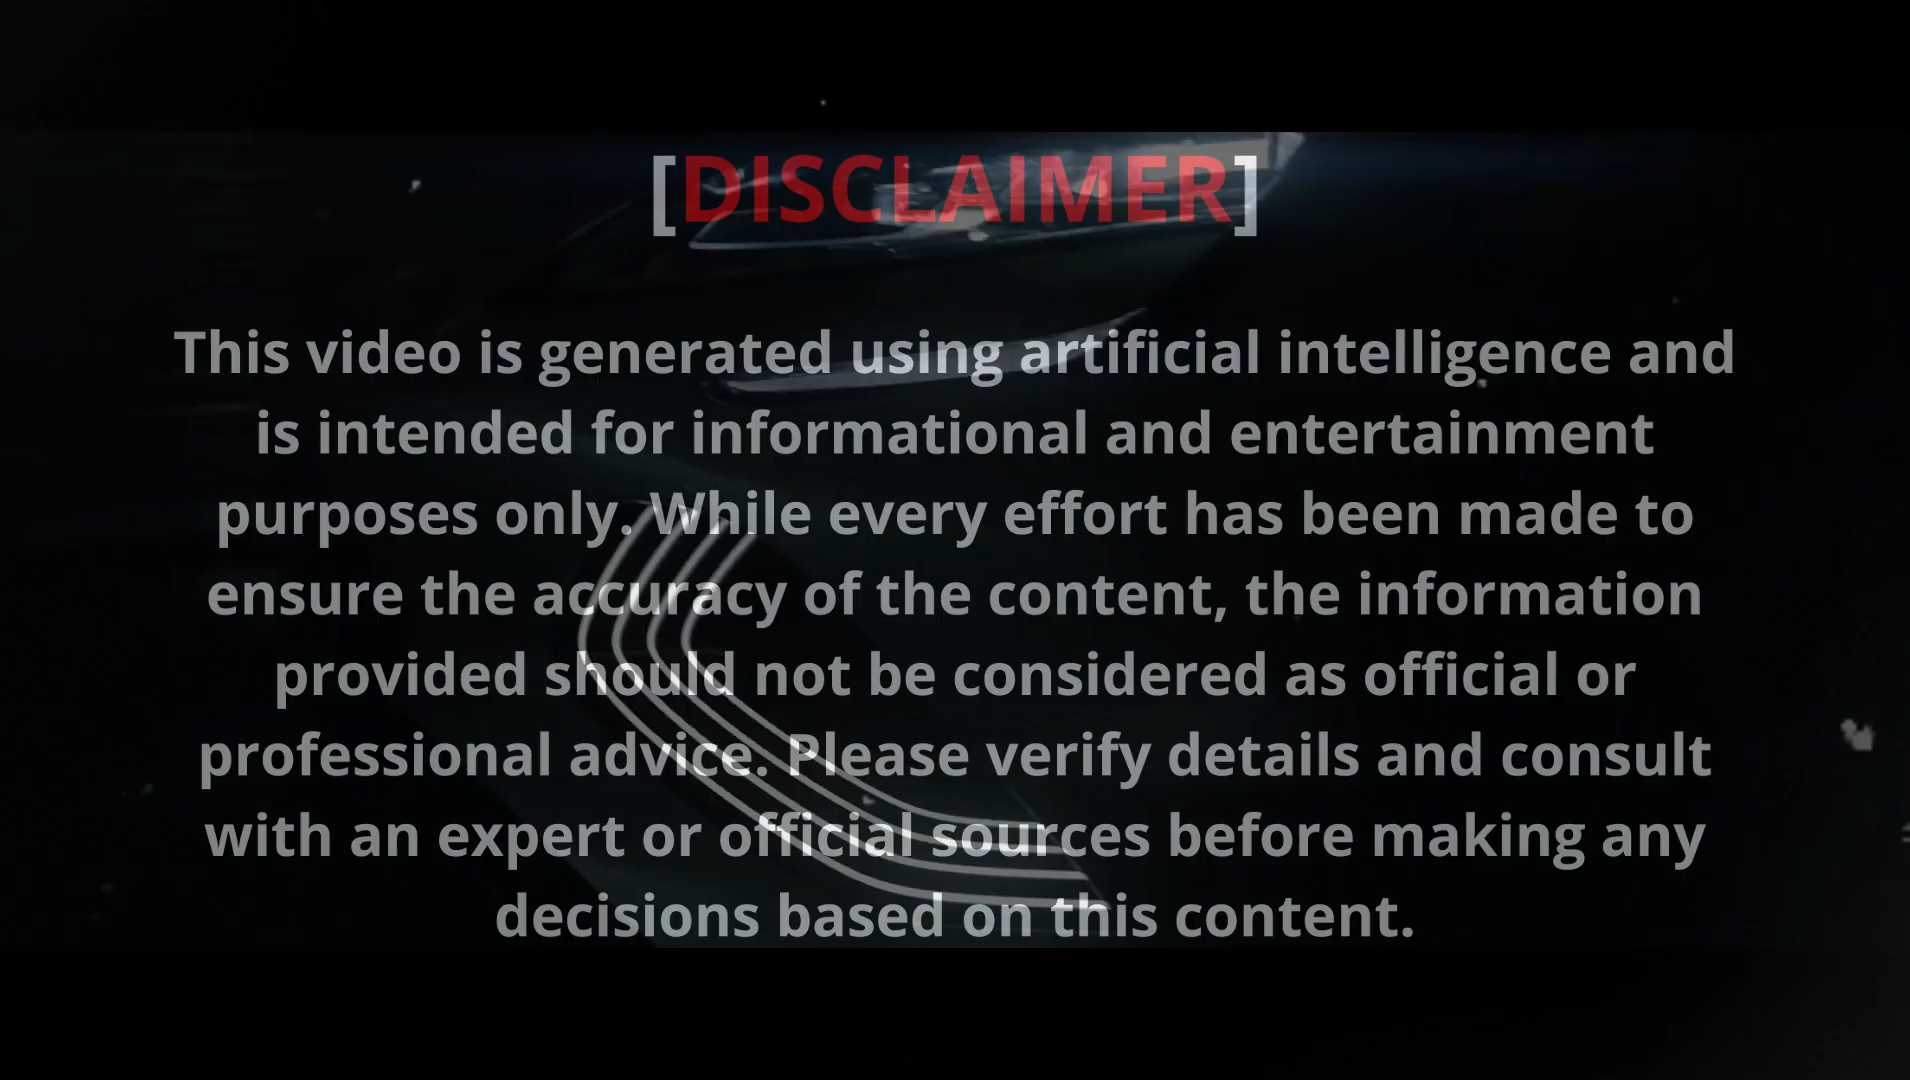 [DISCLAIMER]
This video is generated using artificial intelligence and
is intended for informational and entertainment
purposes only. While every effort has been made to
ensure the accuracy of the content, the information
provided should not be considered as official or
professional advice. Please verify details and consult
with an expert or official sources before making any
decisions based on this content.